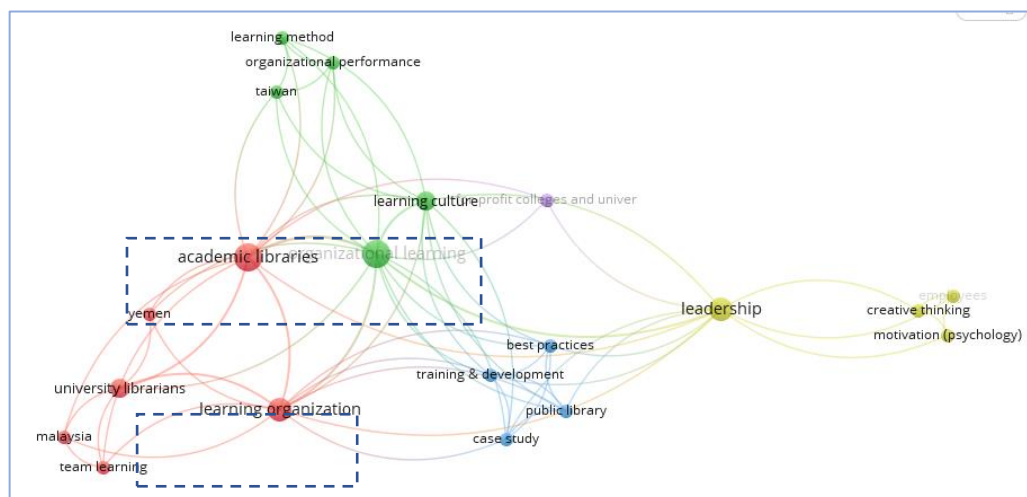 learning method
organizational performance
taiwan
learning culture
for-profit colleges and univer
academic libraries
organizational learning
yemen
leadership
employees
creative thinking
motivation (psychology)
best practices
training & development
university librarians
learning organization
public library
malaysia
case study
team learning